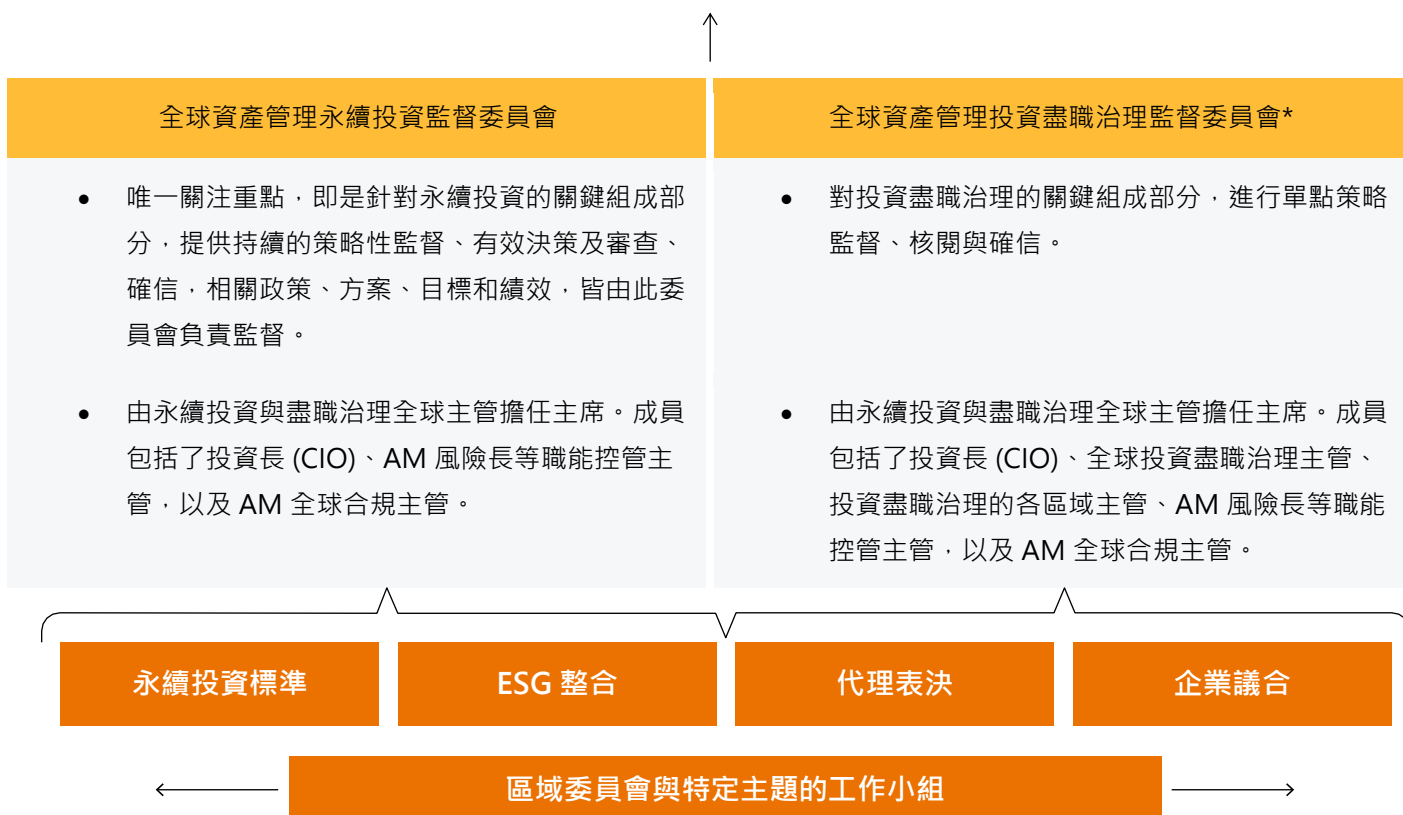 全球資產管理永續投資監督委員會
● 唯一關注重點，即是針對永續投資的關鍵組成部
分，提供持續的策略性監督、有效決策及審查、
確信，相關政策、方案、目標和績效，皆由此委
員會負責監督。
● 由永續投資與盡職治理全球主管擔任主席。成員
包括了投資長 (CIO)、AM 風險長等職能控管主
管，以及 AM 全球合規主管。
全球資產管理投資盡職治理監督委員會*
● 對投資盡職治理的關鍵組成部分，進行單點策略
監督、核閱與確信。
● 由永續投資與盡職治理全球主管擔任主席。成員
包括了投資長 (CIO)、全球投資盡職治理主管、
投資盡職治理的各區域主管、AM 風險長等職能
控管主管，以及 AM 全球合規主管。
永續投資標準
ESG 整合
代理表決
企業議合
區域委員會與特定主題的工作小組